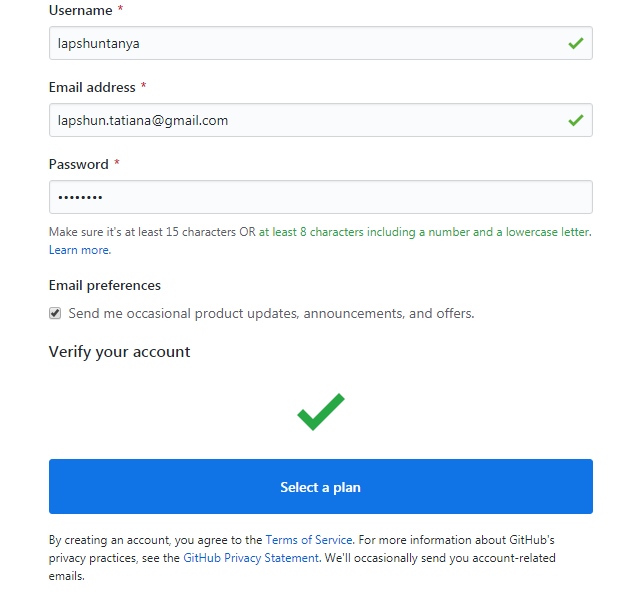 Username *
lapshuntanya
Email address *
lapshun.tatiana@gmail.com
Password *
••••••••
Make sure it's at least 15 characters OR at least 8 characters including a number and a lowercase letter.
Learn more.
Email preferences
Send me occasional product updates, announcements, and offers.
Verify your account
Select a plan
By creating an account, you agree to the Terms of Service. For more information about GitHub's
privacy practices, see the GitHub Privacy Statement. We'll occasionally send you account-related
emails.